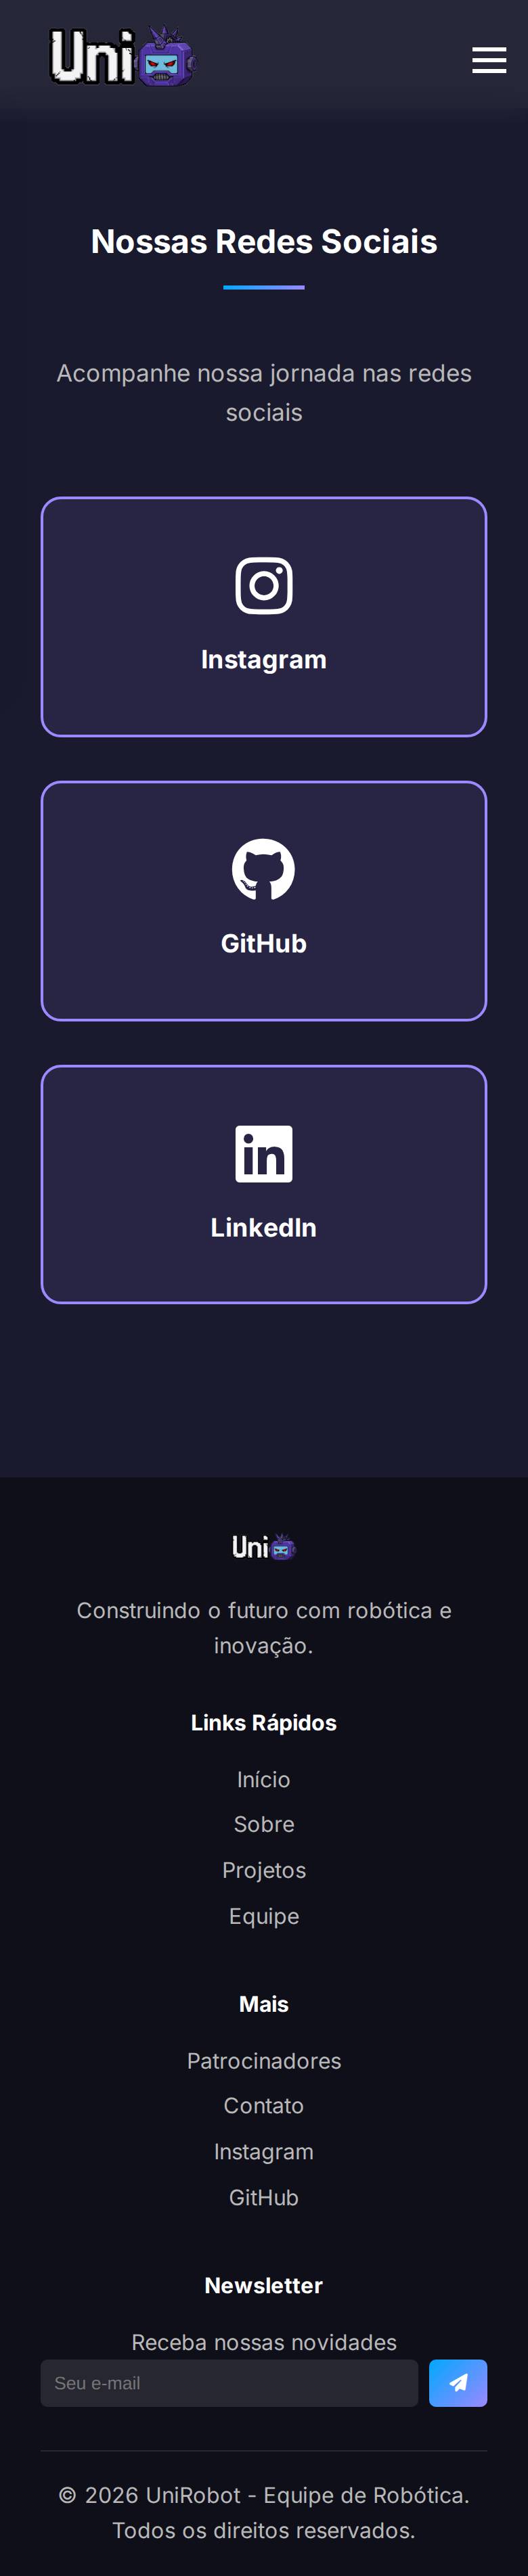 Uni
Nossas Redes Sociais
Acompanhe nossa jornada nas redes
sociais
Instagram
GitHub
in
LinkedIn
Uni
Construindo o futuro com robótica e
inovação.
Links Rápidos
Início
Sobre
Projetos
Equipe
Mais
Patrocinadores
Contato
Instagram
GitHub
Newsletter
Receba nossas novidades
Seu e-mail
© 2026 UniRobot - Equipe de Robótica.
Todos os direitos reservados.